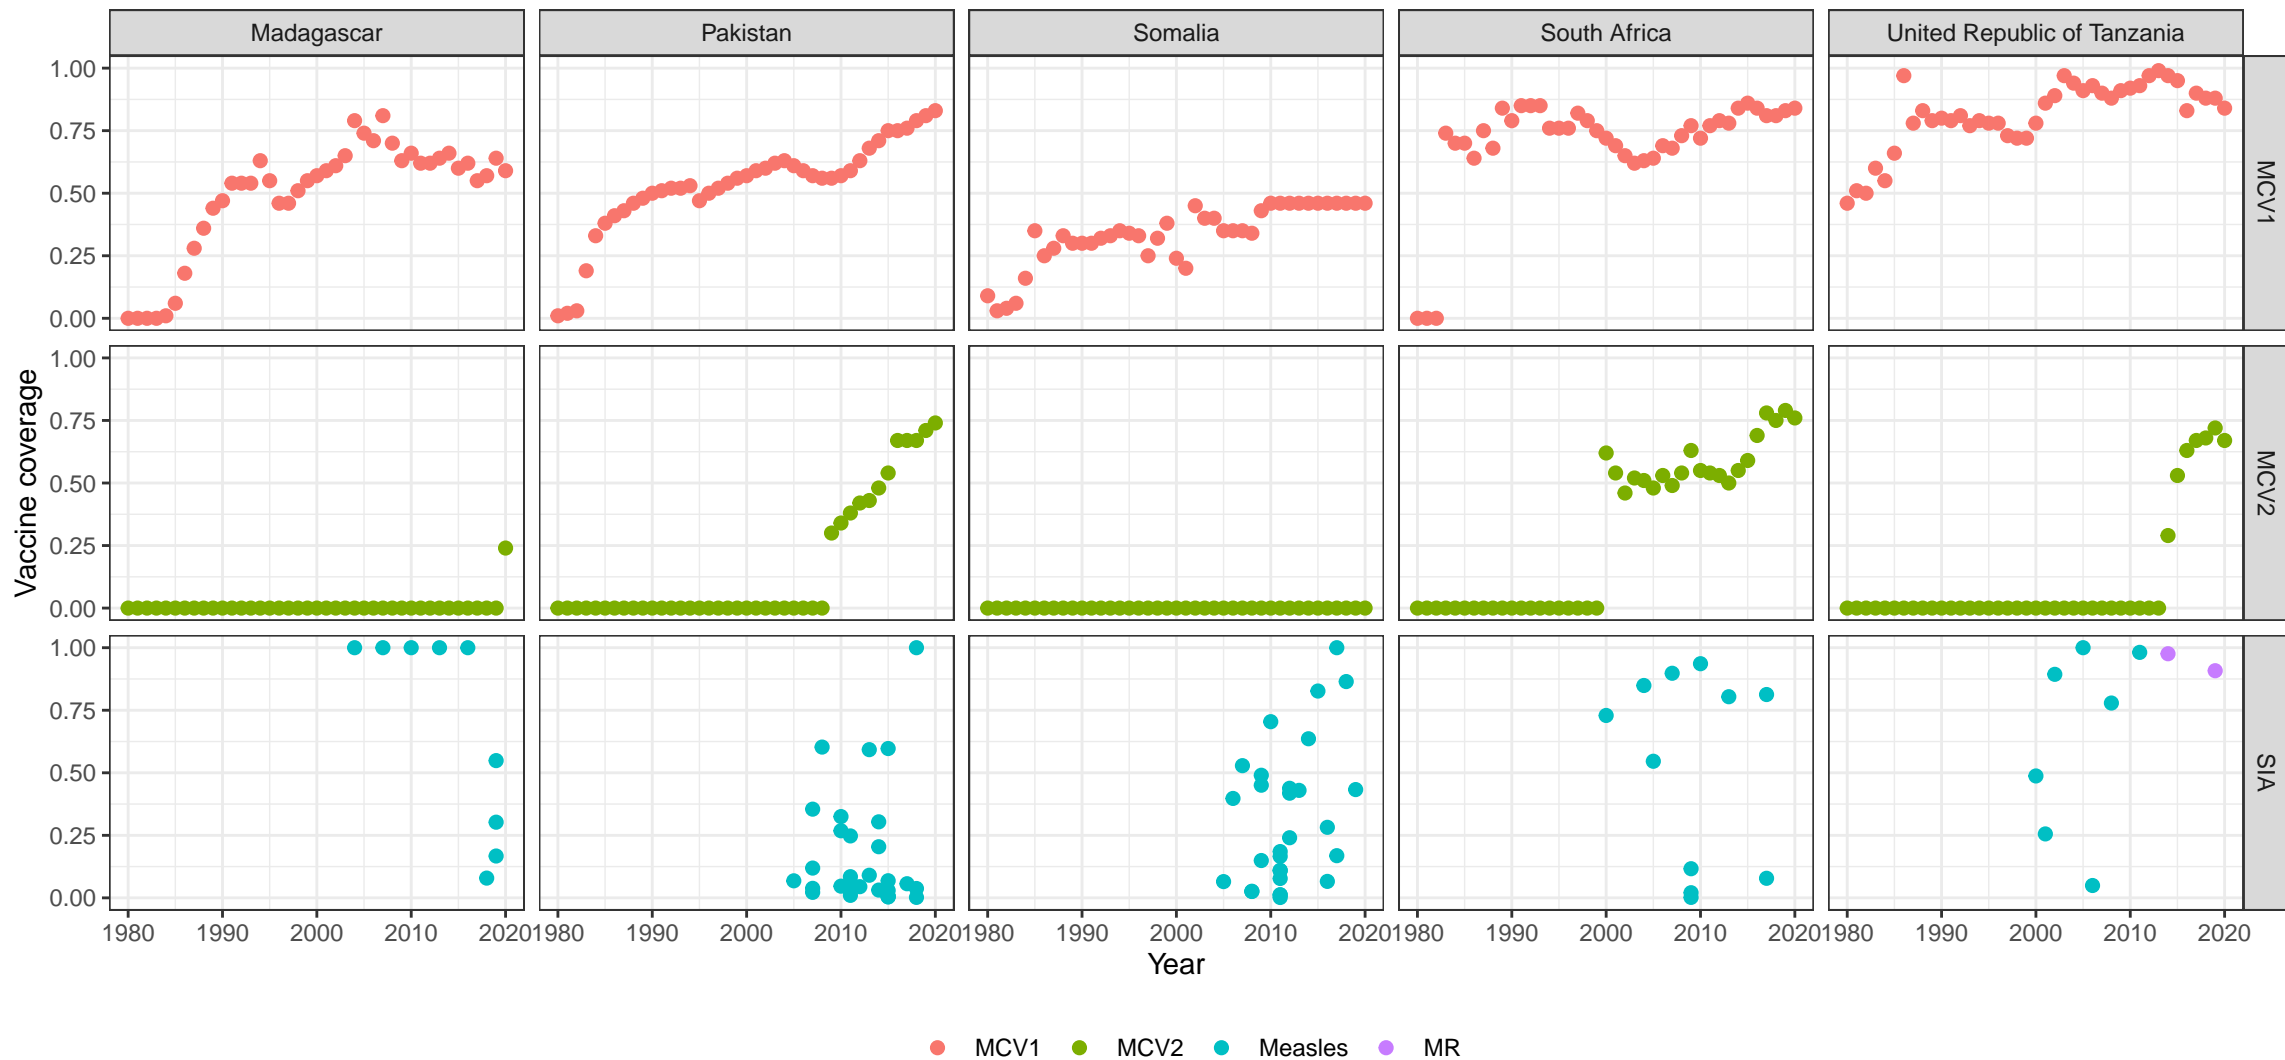 Madagascar Pakistan Somalia South Africa United Republic of Tanzania
1.00
0.75
0.50
0.25
0.00
MCV1
1.00
0.75
0.50
0.25
0.00
MCV2
Vaccine coverage
1.00
0.75
0.50
0.25
0.00
SIA
1980 1990 2000 2010 2020 1980 1990 2000 2010 2020 1980 1990 2000 2010 2020 1980 1990 2000 2010 2020 1980 1990 2000 2010 2020
Year
MCV1 MCV2 Measles MR